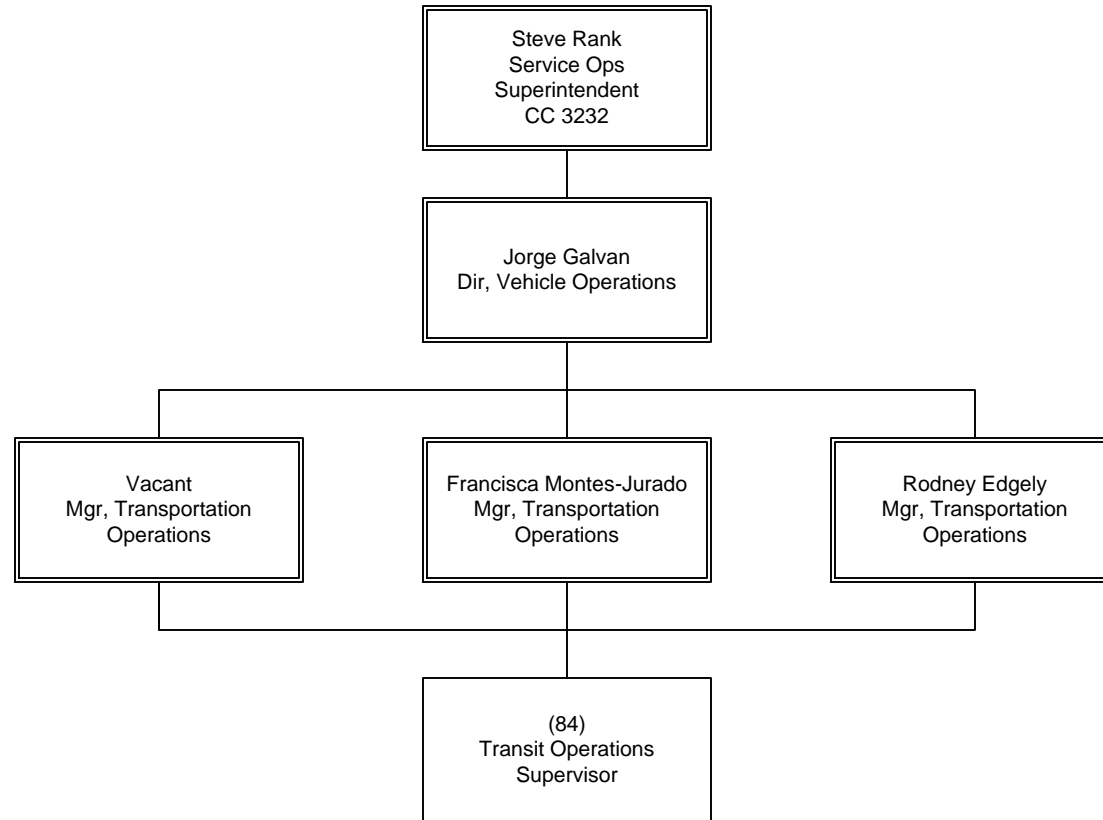 Steve Rank
Service Ops
Superintendent
CC 3232
Jorge Galvan
Dir, Vehicle Operations
Vacant
Mgr, Transportation
Operations
Francisca Montes-Jurado
Mgr, Transportation
Operations
Rodney Edgely
Mgr, Transportation
Operations
(84)
Transit Operations
Supervisor